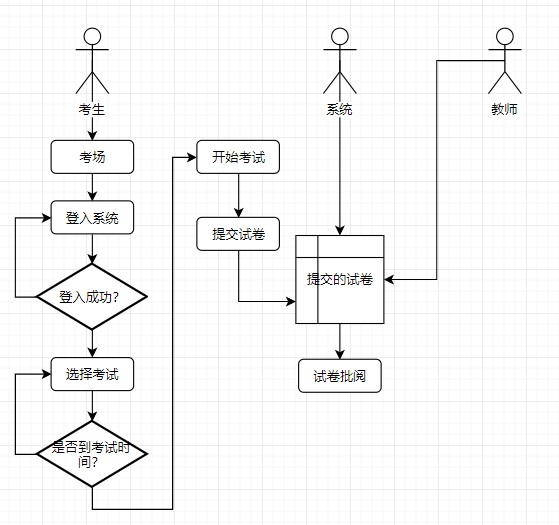 考生
系统
教师
考场
开始考试
登入系统
提交试卷
登入成功?
提交的试卷
选择考试
试卷批阅
是否到考试时
间?